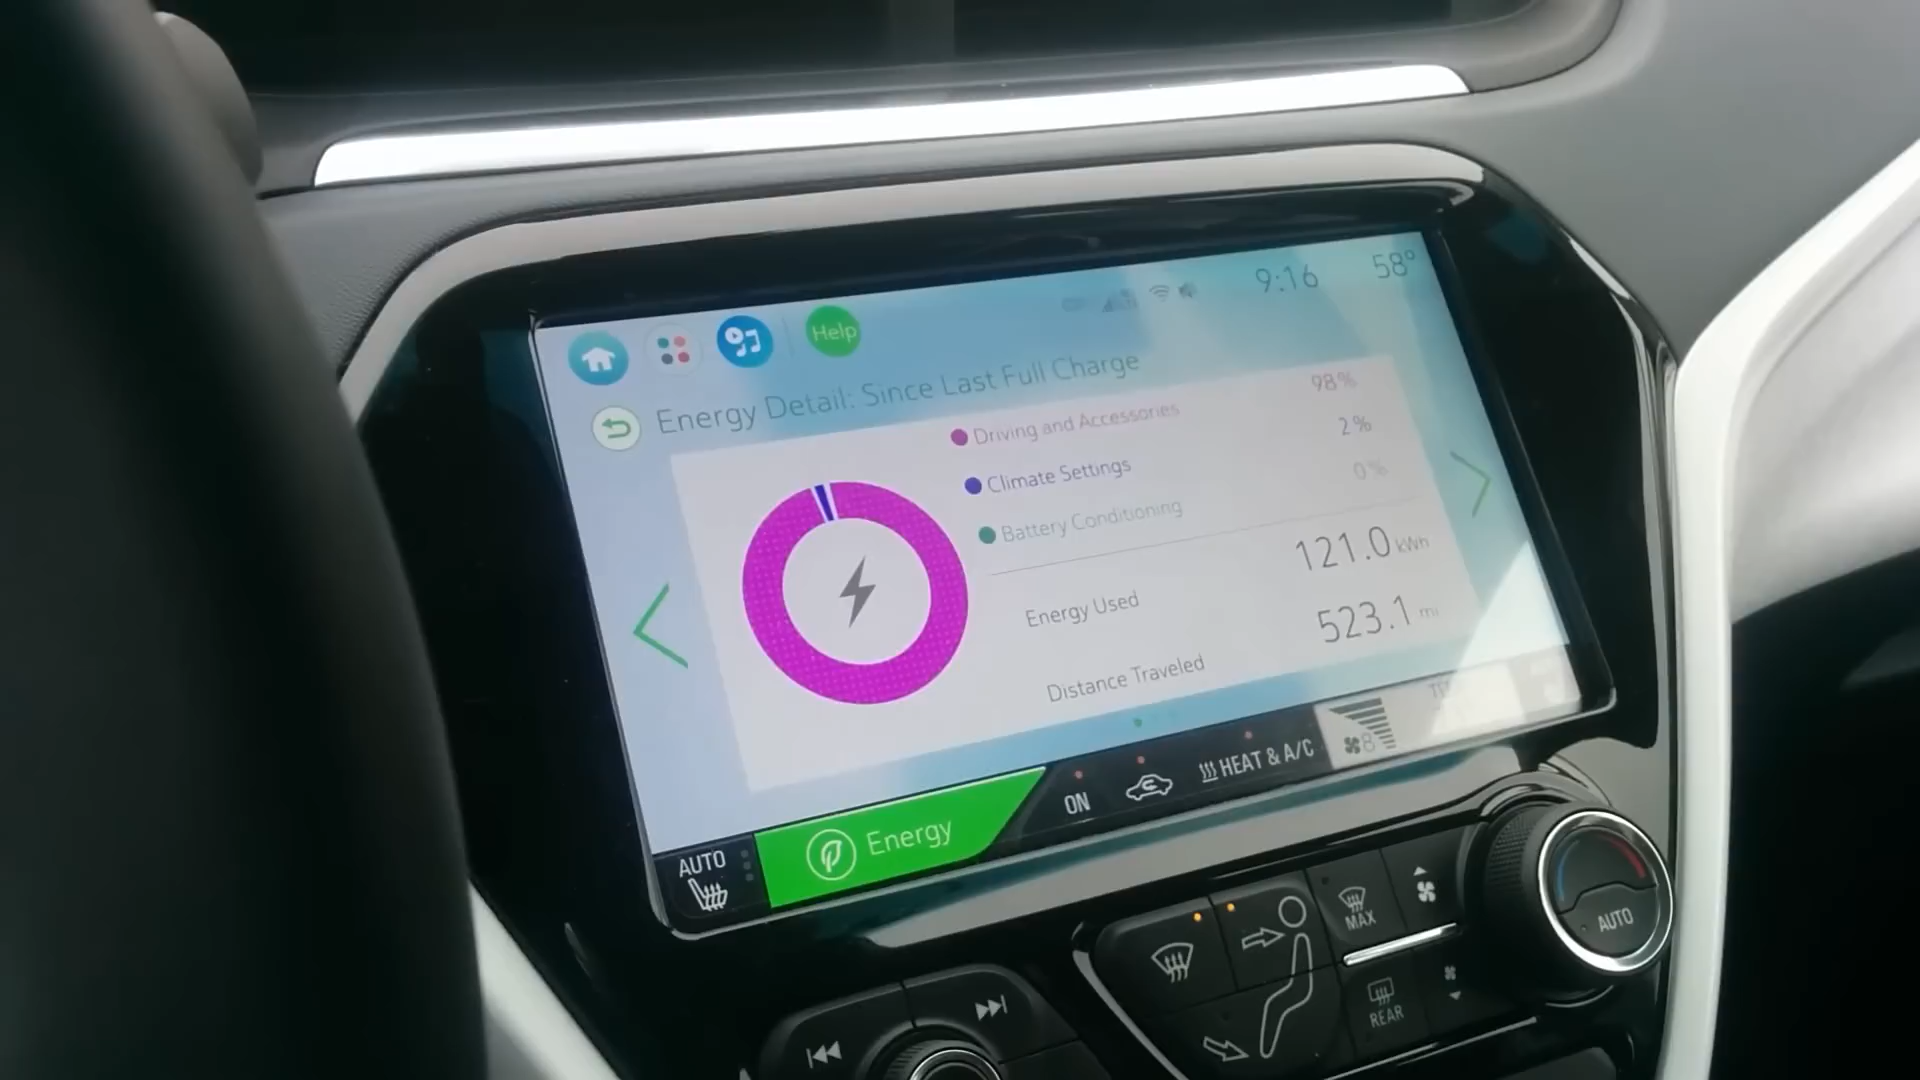 9:16 58°
Help
Energy Detail: Since Last Full Charge
Driving and Accessories 98%
Climate Settings 2%
Battery Conditioning 0%
Energy Used 121.0 kWh
Distance Traveled 523.1 mi
AUTO Energy ON HEAT & A/C 8
MAX
AUTO
REAR